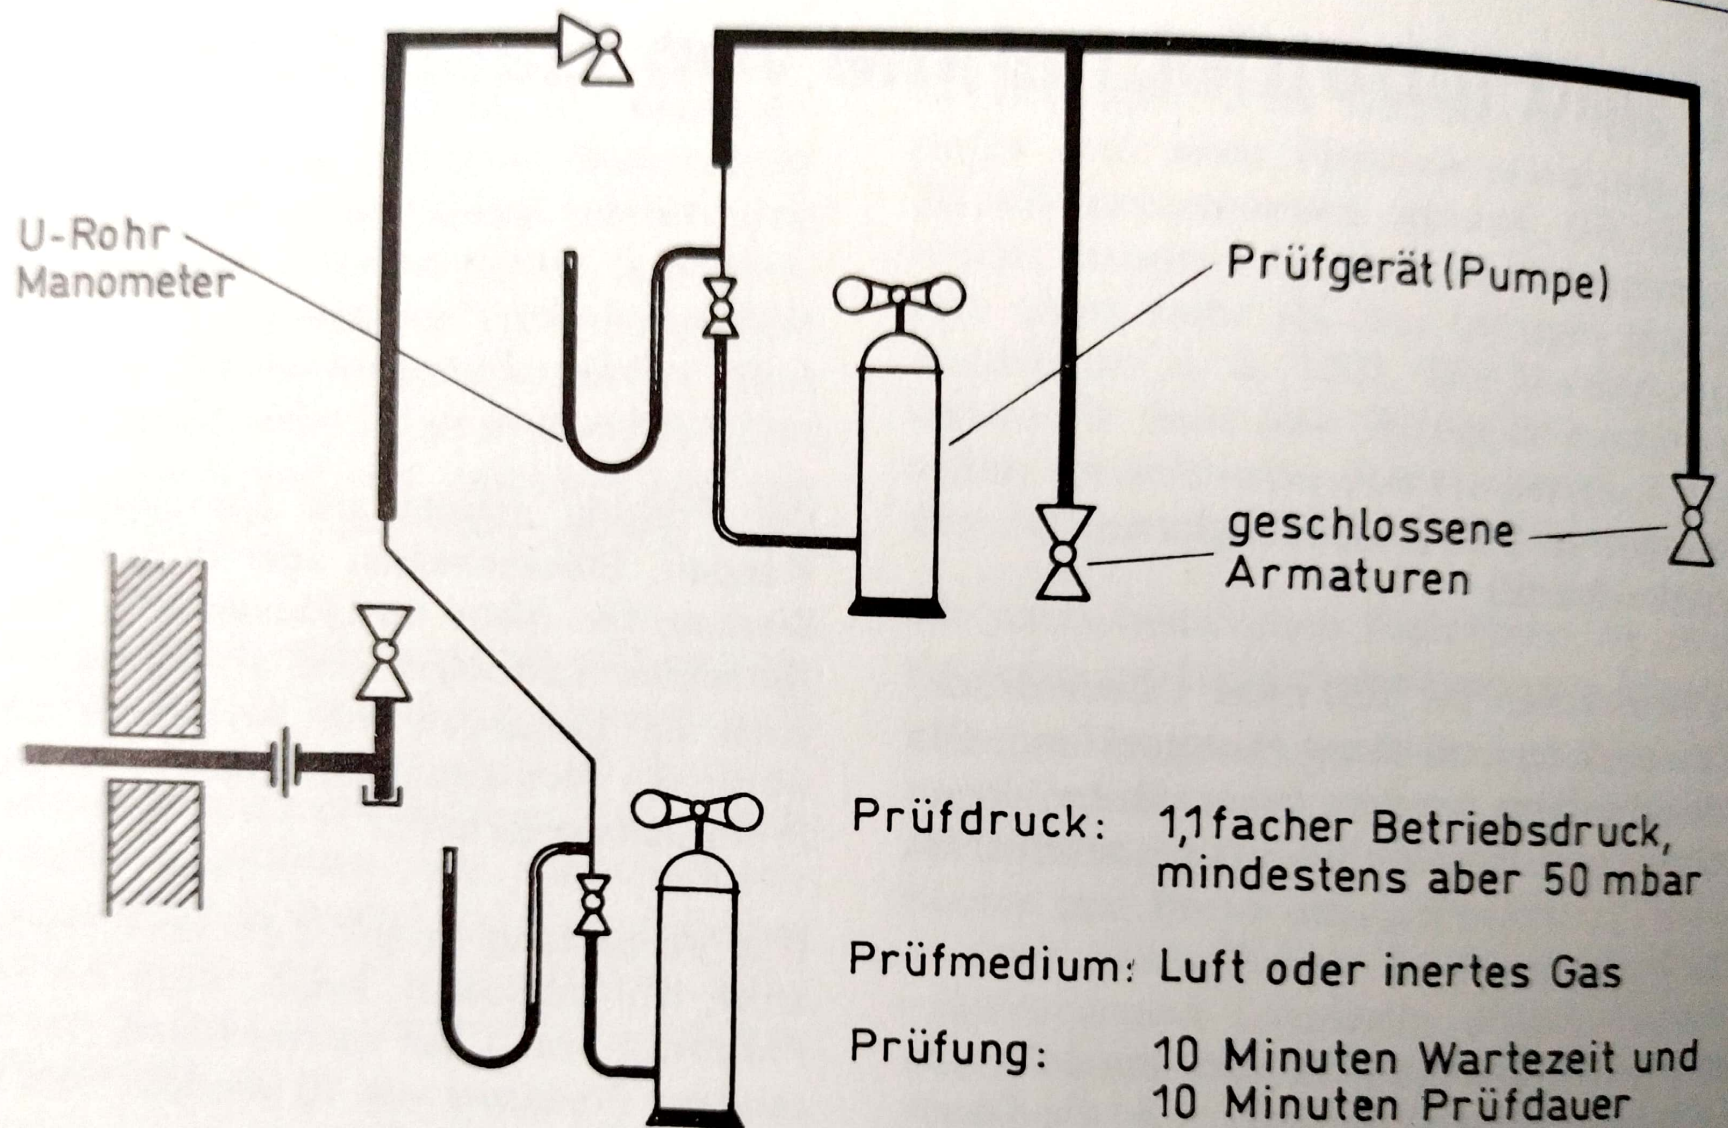 U-Rohr
Manometer
Prüfgerät (Pumpe)
geschlossene
Armaturen
Prüfdruck: 1,1facher Betriebsdruck,
mindestens aber 50 mbar
Prüfmedium: Luft oder inertes Gas
Prüfung: 10 Minuten Wartezeit und
10 Minuten Prüfdauer